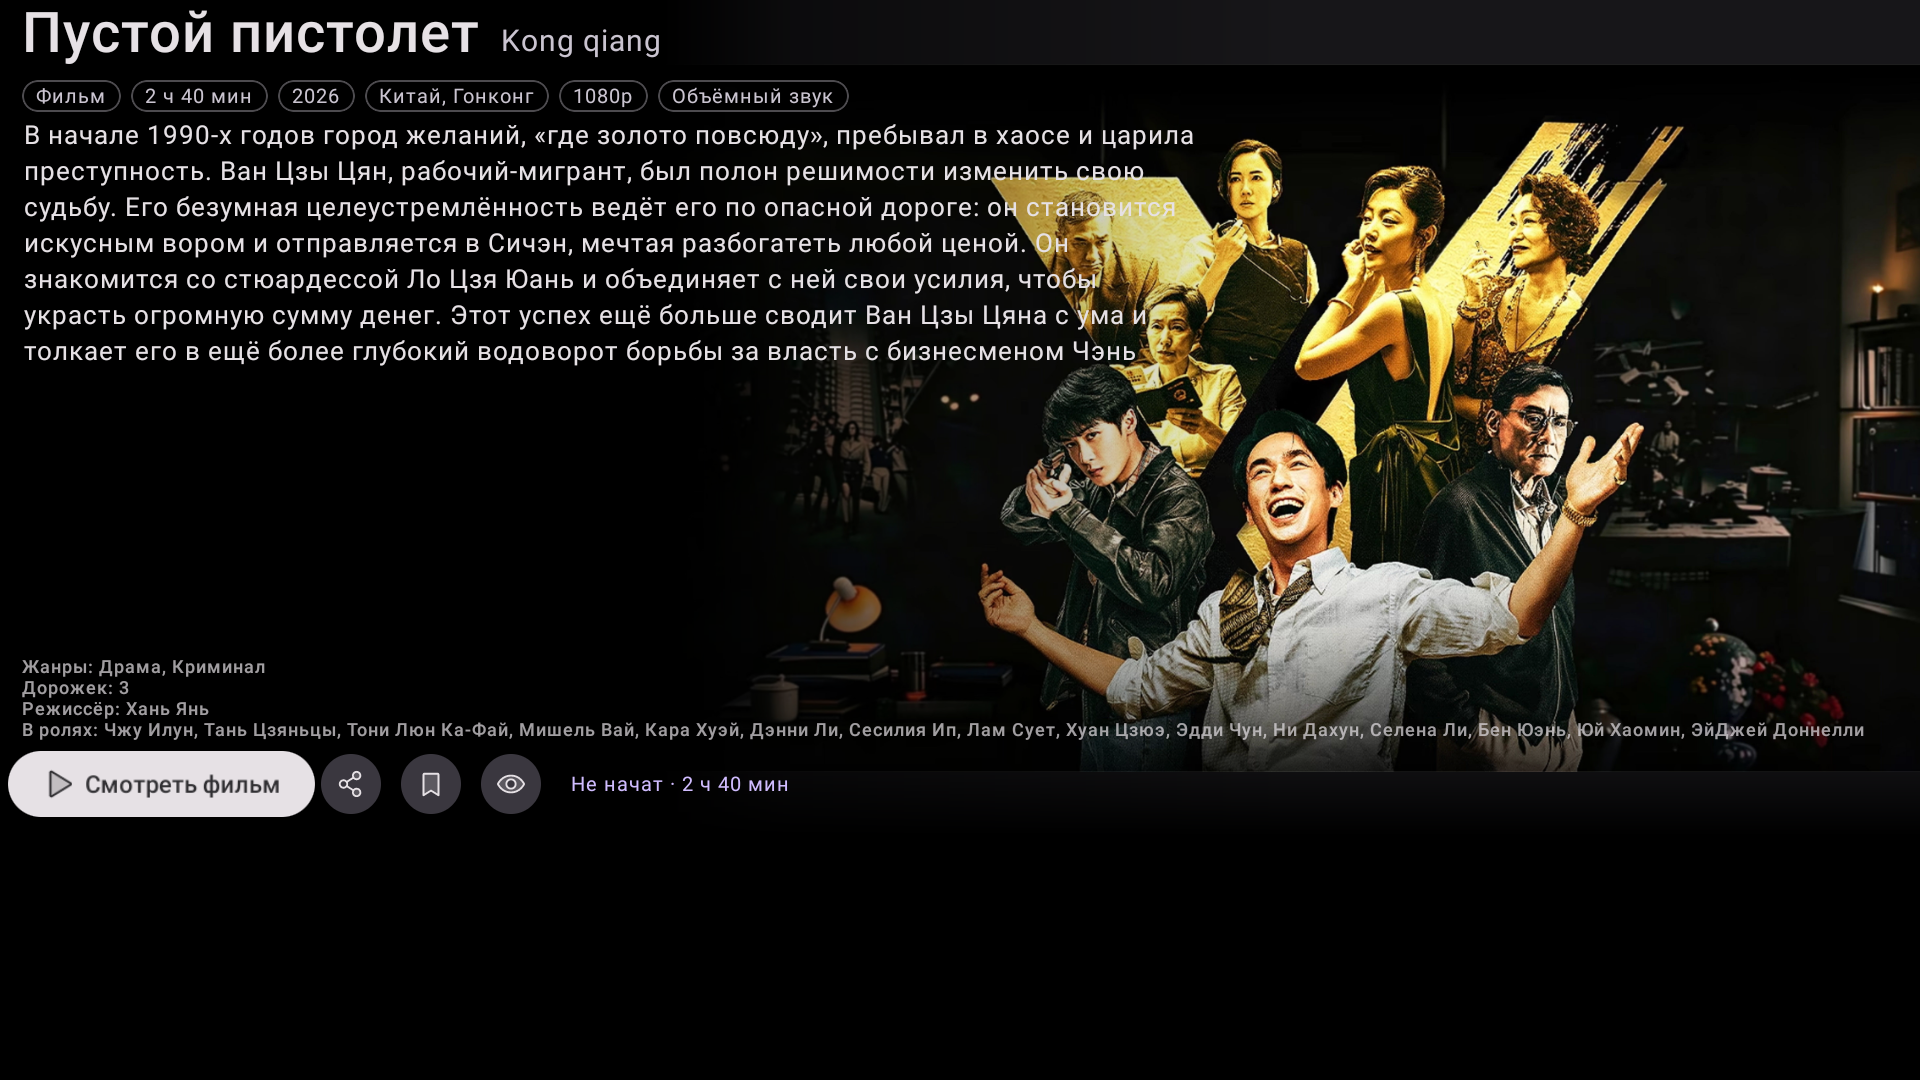 Пустой пистолет Kong qiang
Фильм 2 ч 40 мин 2026 Китай, Гонконг 1080p Объёмный звук
В начале 1990-х годов город желаний, «где золото повсюду», пребывал в хаосе и царила
преступность. Ван Цзы Цян, рабочий-мигрант, был полон решимости изменить свою
судьбу. Его безумная целеустремлённость ведёт его по опасной дороге: он становится
искусным вором и отправляется в Сичэн, мечтая разбогатеть любой ценой. Он
знакомится со стюардессой Ло Цзя Юань и объединяет с ней свои усилия, чтобы
украсть огромную сумму денег. Этот успех ещё больше сводит Ван Цзы Цяна с ума и
толкает его в ещё более глубокий водоворот борьбы за власть с бизнесменом Чэнь
Жанры: Драма, Криминал
Дорожек: 3
Режиссёр: Хань Янь
В ролях: Чжу Илун, Тань Цзяньцы, Тони Люн Ка-Фай, Мишель Вай, Кара Хуэй, Дэнни Ли, Сесилия Ип, Лам Сует, Хуан Цзюэ, Эдди Чун, Ни Дахун, Селена Ли, Бен Юэнь, Юй Хаомин, ЭйДжей Доннелли
Смотреть фильм Не начат · 2 ч 40 мин